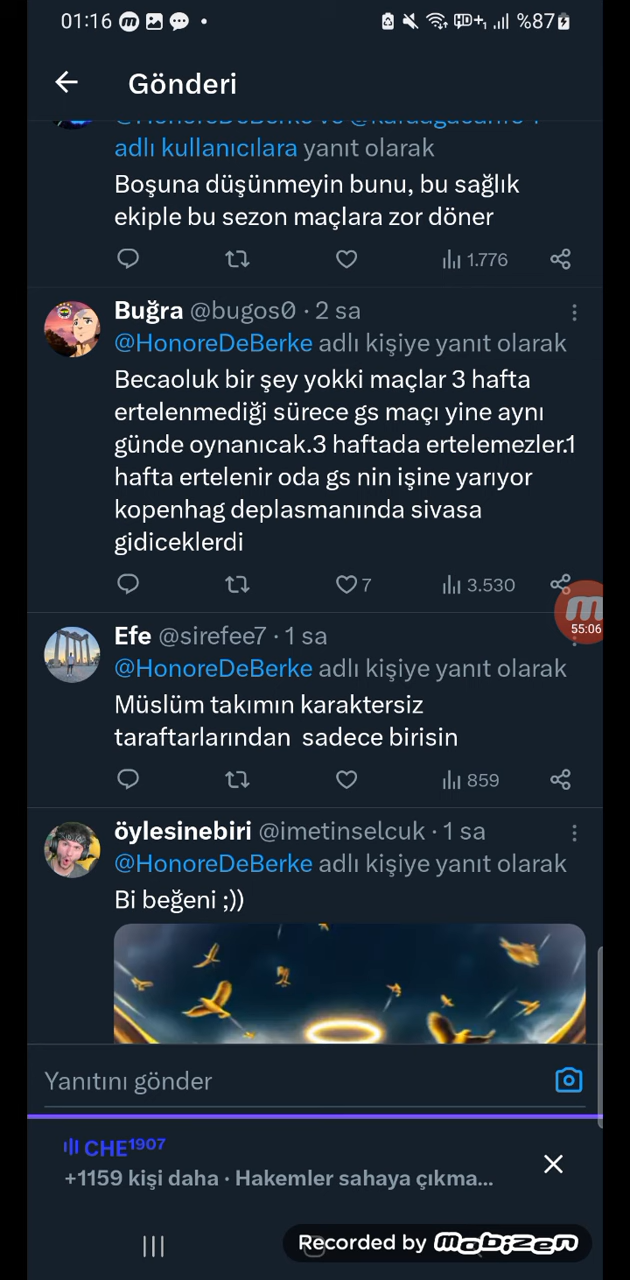 01:16
HD+
%87
Gönderi
adlı kullanıcılara yanıt olarak
Boşuna düşünmeyin bunu, bu sağlık
ekiple bu sezon maçlara zor döner
1.776
Buğra @bugos0 · 2 sa
@HonoreDeBerke adlı kişiye yanıt olarak
Becaoluk bir şey yokki maçlar 3 hafta
ertelenmediği sürece gs maçı yine aynı
günde oynanıcak.3 haftada ertelemezler.1
hafta ertelenir oda gs nin işine yarıyor
kopenhag deplasmanında sivasa
gidiceklerdi
7
3.530
55:06
Efe @sirefee7 · 1 sa
@HonoreDeBerke adlı kişiye yanıt olarak
Müslüm takımın karaktersiz
taraftarlarından sadece birisin
859
öylesinebiri @imetinselcuk · 1 sa
@HonoreDeBerke adlı kişiye yanıt olarak
Bi beğeni ;))
Yanıtını gönder
CHE¹⁹⁰⁷
+1159 kişi daha · Hakemler sahaya çıkma...
Recorded by mobizen